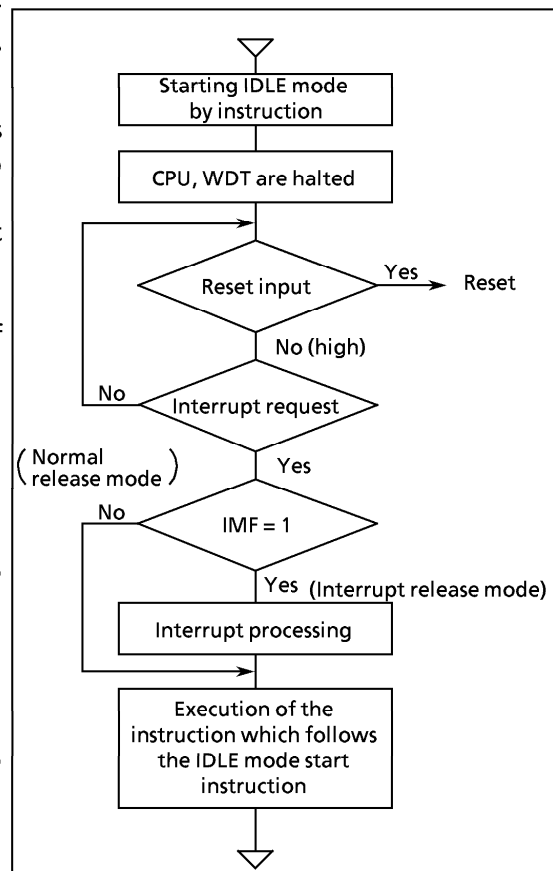 Starting IDLE mode
by instruction
CPU, WDT are halted
Reset input
Yes
Reset
No (high)
No
Interrupt request
(Normal
release mode)
Yes
No
IMF = 1
Yes (Interrupt release mode)
Interrupt processing
Execution of the
instruction which follows
the IDLE mode start
instruction